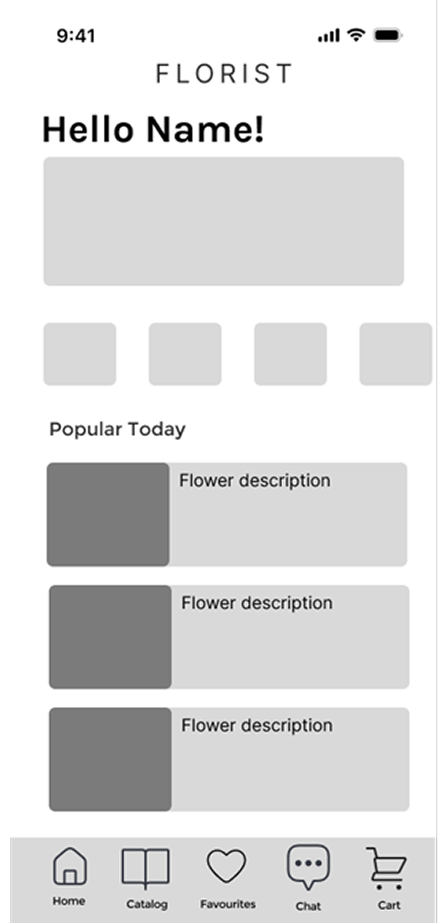 9:41
FLORIST
Hello Name!
Popular Today
Flower description
Flower description
Flower description
Home Catalog Favourites Chat Cart